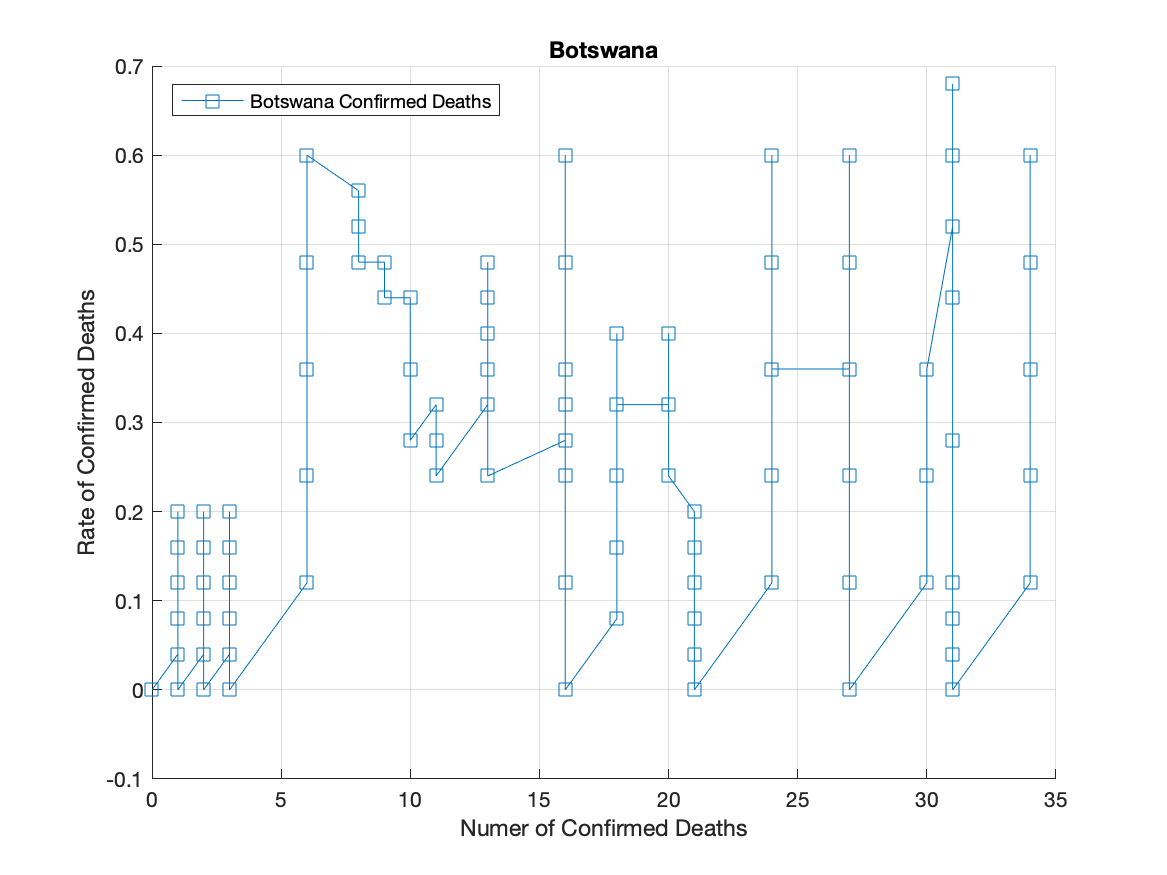 Botswana
Botswana Confirmed Deaths
0.7
0.6
0.5
0.4
0.3
0.2
0.1
0
-0.1
Rate of Confirmed Deaths
0 5 10 15 20 25 30 35
Numer of Confirmed Deaths